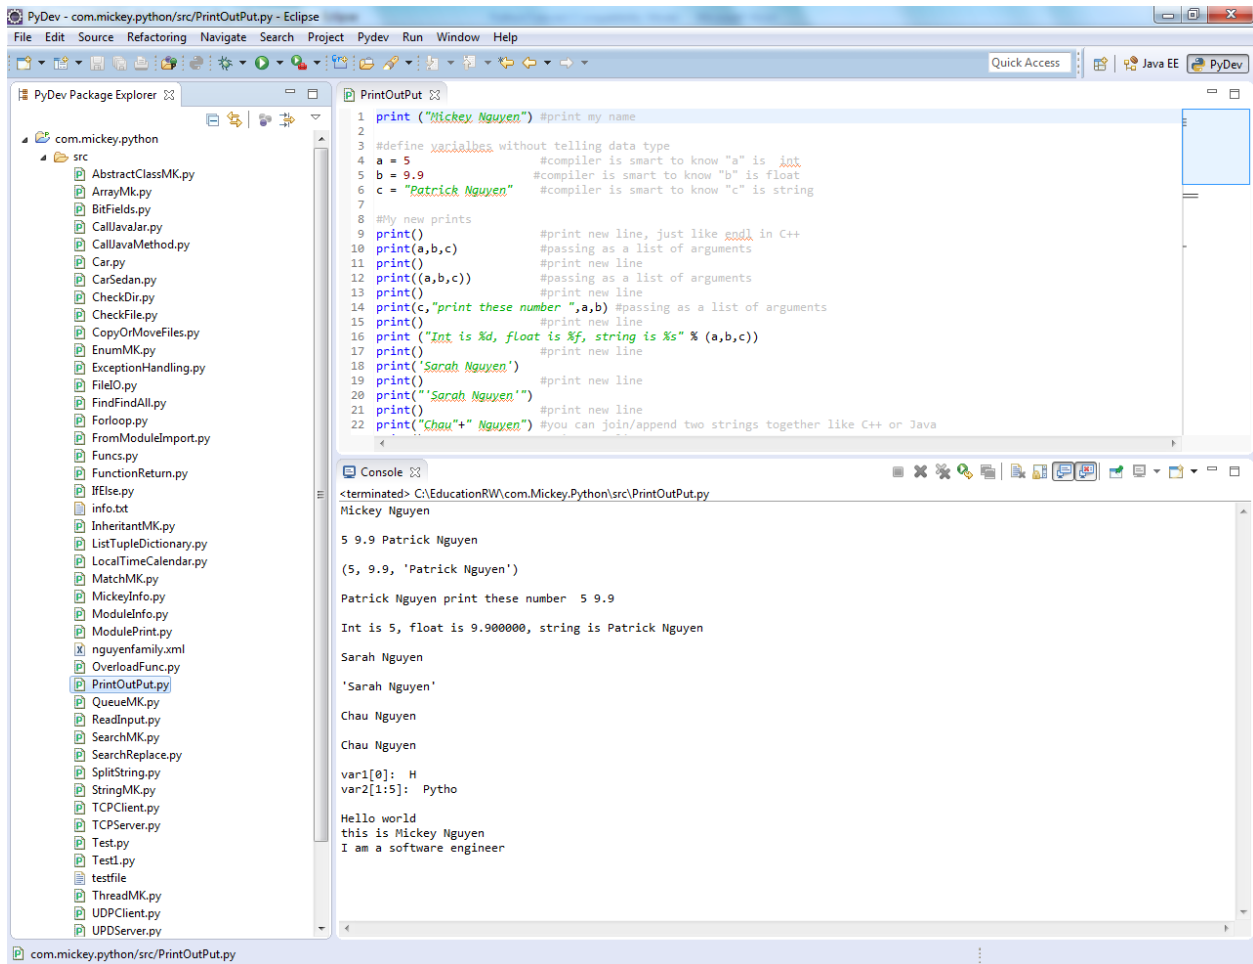 PyDev - com.mickey.python/src/PrintOutPut.py - Eclipse
File Edit Source Refactoring Navigate Search Project Pydev Run Window Help
Quick Access Java EE PyDev
PyDev Package Explorer
com.mickey.python
src
AbstractClassMK.py
ArrayMk.py
BitFields.py
CallJavaJar.py
CallJavaMethod.py
Car.py
CarSedan.py
CheckDir.py
CheckFile.py
CopyOrMoveFiles.py
EnumMK.py
ExceptionHandling.py
FileIO.py
FindFindAll.py
Forloop.py
FromModuleImport.py
Funcs.py
FunctionReturn.py
IfElse.py
info.txt
InheritantMK.py
ListTupleDictionary.py
LocalTimeCalendar.py
MatchMK.py
MickeyInfo.py
ModuleInfo.py
ModulePrint.py
nguyenfamily.xml
OverloadFunc.py
PrintOutPut.py
QueueMK.py
ReadInput.py
SearchMK.py
SearchReplace.py
SplitString.py
StringMK.py
TCPClient.py
TCPServer.py
Test.py
Test1.py
testfile
ThreadMK.py
UDPClient.py
UPDServer.py
PrintOutPut
1 print ("Mickey Nguyen") #print my name
2
3 #define varialbes without telling data type
4 a = 5 #compiler is smart to know "a" is int
5 b = 9.9 #compiler is smart to know "b" is float
6 c = "Patrick Nguyen" #compiler is smart to know "c" is string
7
8 #My new prints
9 print() #print new line, just like endl in C++
10 print(a,b,c) #passing as a list of arguments
11 print() #print new line
12 print((a,b,c)) #passing as a list of arguments
13 print() #print new line
14 print(c,"print these number ",a,b) #passing as a list of arguments
15 print() #print new line
16 print ("Int is %d, float is %f, string is %s" % (a,b,c))
17 print() #print new line
18 print('Sarah Nguyen')
19 print() #print new line
20 print("'Sarah Nguyen'")
21 print() #print new line
22 print("Chau"+" Nguyen") #you can join/append two strings together like C++ or Java
Console
<terminated> C:\EducationRW\com.Mickey.Python\src\PrintOutPut.py
Mickey Nguyen
5 9.9 Patrick Nguyen
(5, 9.9, 'Patrick Nguyen')
Patrick Nguyen print these number  5 9.9
Int is 5, float is 9.900000, string is Patrick Nguyen
Sarah Nguyen
'Sarah Nguyen'
Chau Nguyen
Chau Nguyen
var1[0]:  H
var2[1:5]:  Pytho
Hello world
this is Mickey Nguyen
I am a software engineer
com.mickey.python/src/PrintOutPut.py